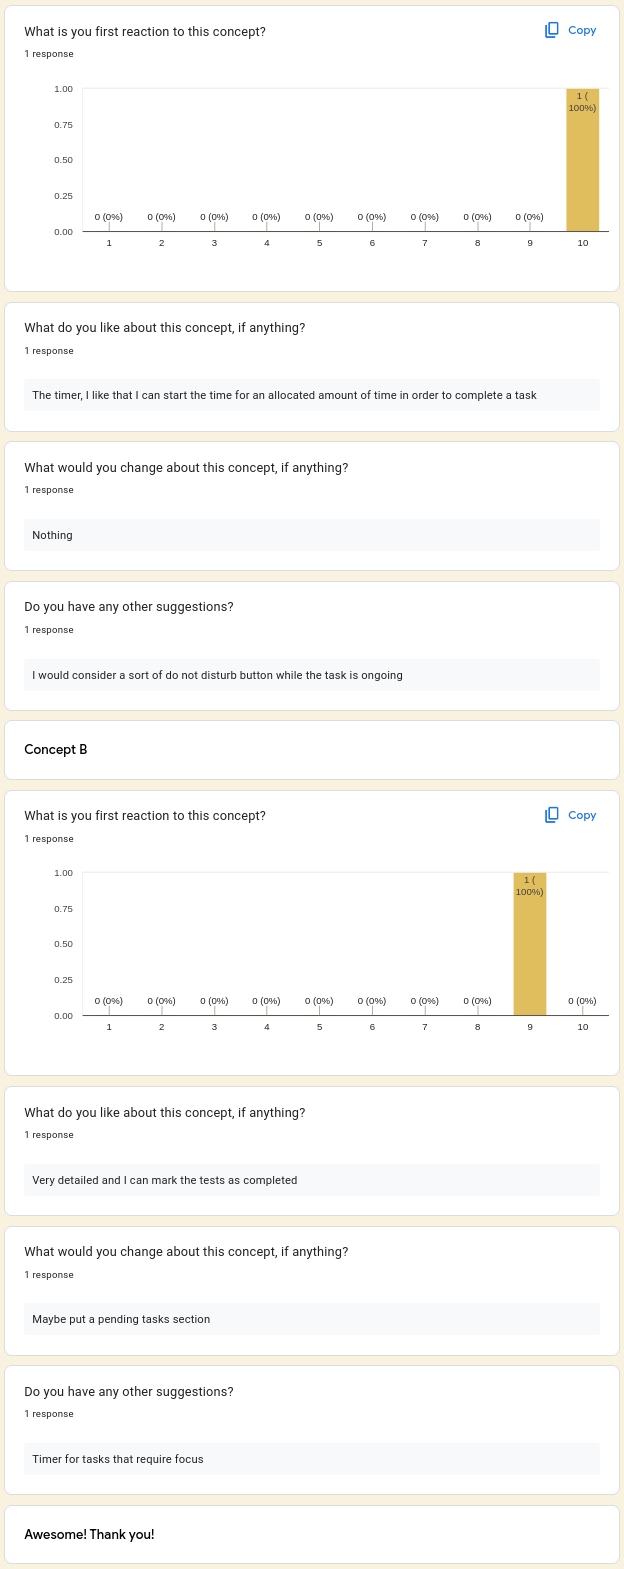 What is you first reaction to this concept?
Copy
1 response
1.00
0.75
0.50
0.25
0.00
0 (0%) 0 (0%) 0 (0%) 0 (0%) 0 (0%) 0 (0%) 0 (0%) 0 (0%) 0 (0%) 1 (
100%)
1 2 3 4 5 6 7 8 9 10
What do you like about this concept, if anything?
1 response
The timer, I like that I can start the time for an allocated amount of time in order to complete a task
What would you change about this concept, if anything?
1 response
Nothing
Do you have any other suggestions?
1 response
I would consider a sort of do not disturb button while the task is ongoing
Concept B
What is you first reaction to this concept?
Copy
1 response
1.00
0.75
0.50
0.25
0.00
0 (0%) 0 (0%) 0 (0%) 0 (0%) 0 (0%) 0 (0%) 0 (0%) 0 (0%) 1 (
100%) 0 (0%)
1 2 3 4 5 6 7 8 9 10
What do you like about this concept, if anything?
1 response
Very detailed and I can mark the tests as completed
What would you change about this concept, if anything?
1 response
Maybe put a pending tasks section
Do you have any other suggestions?
1 response
Timer for tasks that require focus
Awesome! Thank you!